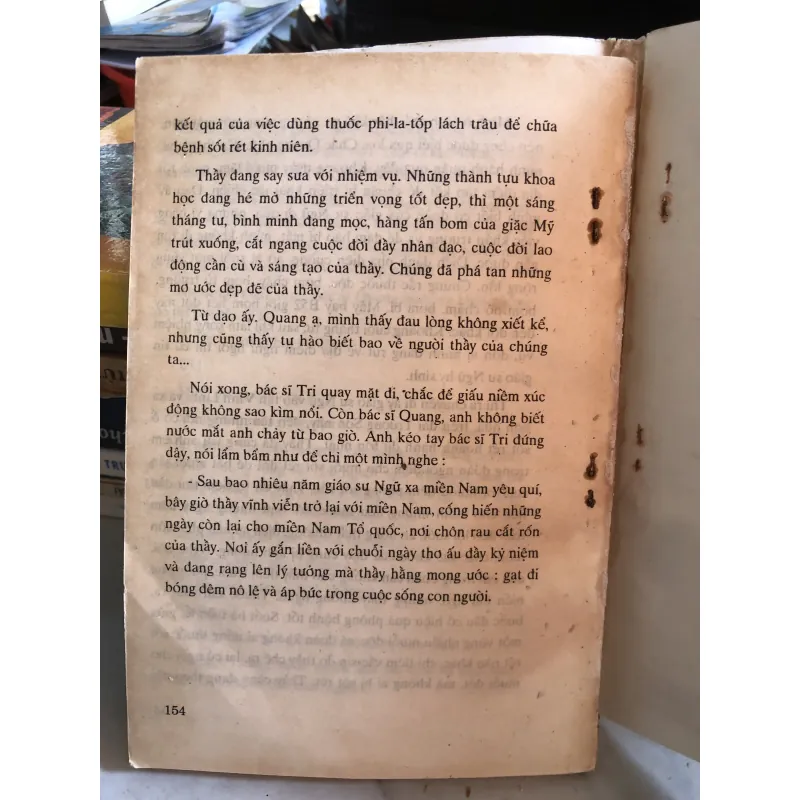 kết quả của việc dùng thuốc phi-la-tốp lách trâu để chữa
bệnh sốt rét kinh niên.
Thầy đang say sưa với nhiệm vụ. Những thành tựu khoa
học đang hé mở những triển vọng tốt đẹp, thì một sáng
tháng tư, bình minh đang mọc, hàng tấn bom của giặc Mỹ
trút xuống, cắt ngang cuộc đời đầy nhân đạo, cuộc đời lao
động cần cù và sáng tạo của thầy. Chúng đã phá tan những
mơ ước đẹp đẽ của thầy.
Từ dạo ấy. Quang ạ, mình thấy đau lòng không xiết kể,
nhưng cũng thấy tự hào biết bao về người thầy của chúng
ta...
Nói xong, bác sĩ Tri quay mặt đi, chắc để giấu niềm xúc
động không sao kìm nổi. Còn bác sĩ Quang, anh không biết
nước mắt anh chảy từ bao giờ. Anh kéo tay bác sĩ Tri đứng
dậy, nói lẩm bẩm như để chỉ một mình nghe :
- Sau bao nhiêu năm giáo sư Ngữ xa miền Nam yêu quí,
bây giờ thầy vĩnh viễn trở lại với miền Nam, cống hiến những
ngày còn lại cho miền Nam Tổ quốc, nơi chôn rau cắt rốn
của thầy. Nơi ấy gắn liền với chuỗi ngày thơ ấu đầy kỷ niệm
và đang rạng lên lý tưởng mà thầy hằng mong ước : gạt đi
bóng đêm nô lệ và áp bức trong cuộc sống con người.
154